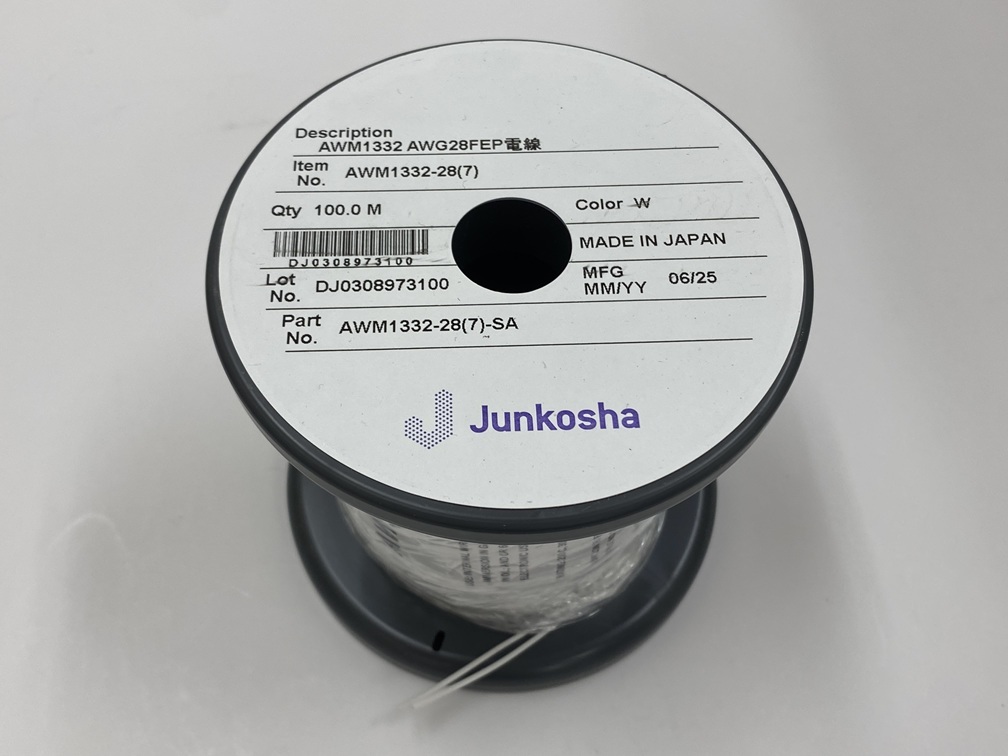 Description
AWM1332 AWG28FEP電線
Item No. AWM1332-28(7)
Qty 100.0 M
Color W
DJ0308973100
MADE IN JAPAN
Lot No. DJ0308973100
MFG MM/YY 06/25
Part No. AWM1332-28(7)-SA
Junkosha